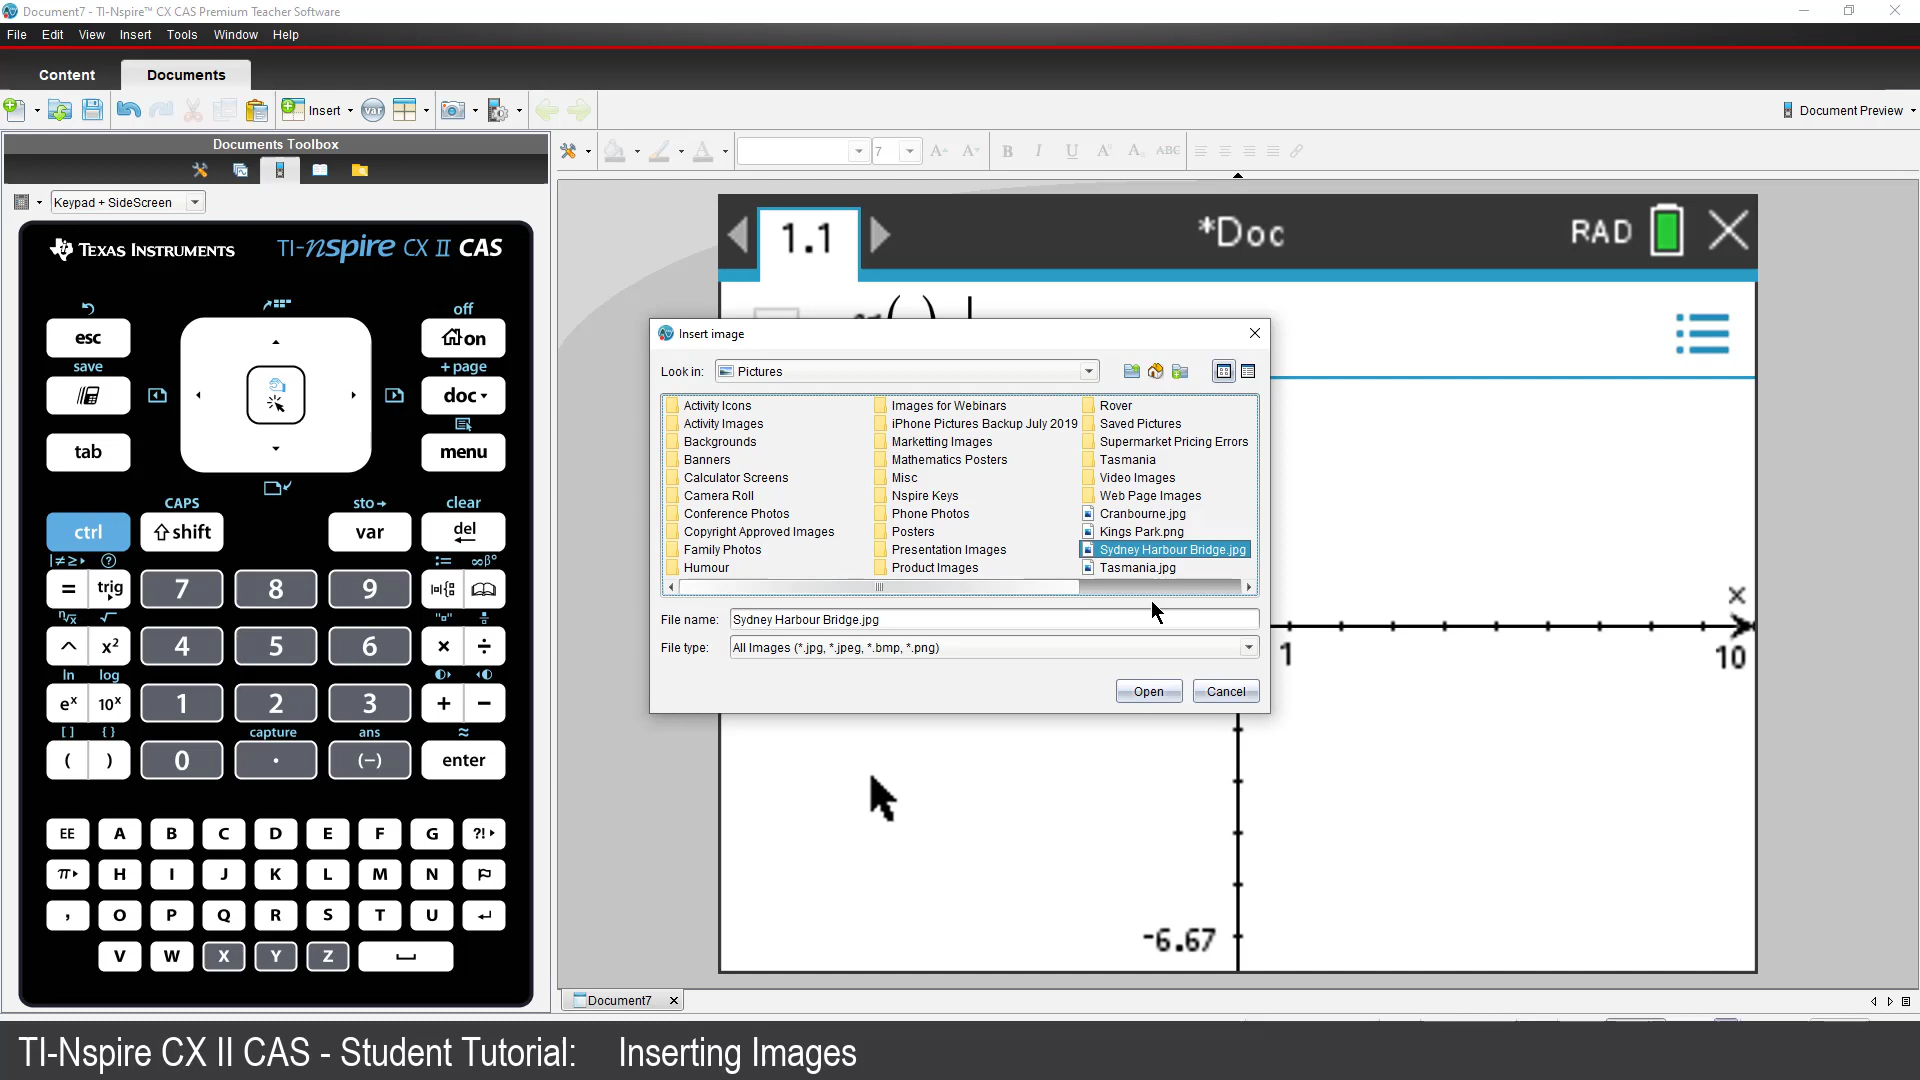 Document7 - TI-Nspire™ CX CAS Premium Teacher Software
File Edit View Insert Tools Window Help
Content Documents
Insert var Document Preview
Documents Toolbox
7 B I U A A ABC
Keypad + SideScreen
TEXAS INSTRUMENTS TI-nspire CX II CAS
off
esc on
save + page
doc
tab menu
CAPS sto→ clear
ctrl shift var del
|≠≥▸ := ∞β°
= trig 7 8 9
^ x² 4 5 6 × ÷
ln log
eˣ 10ˣ 1 2 3 + −
[ ] { } capture ans ≈
( ) 0 . (−) enter
EE A B C D E F G ?!▸
π▸ H I J K L M N
, O P Q R S T U
V W X Y Z
1.1 *Doc RAD
Insert image
Look in: Pictures
Activity Icons
Activity Images
Backgrounds
Banners
Calculator Screens
Camera Roll
Conference Photos
Copyright Approved Images
Family Photos
Humour
Images for Webinars
iPhone Pictures Backup July 2019
Marketting Images
Mathematics Posters
Misc
Nspire Keys
Phone Photos
Posters
Presentation Images
Product Images
Rover
Saved Pictures
Supermarket Pricing Errors
Tasmania
Video Images
Web Page Images
Cranbourne.jpg
Kings Park.png
Sydney Harbour Bridge.jpg
Tasmania.jpg
File name: Sydney Harbour Bridge.jpg
File type: All Images (*.jpg, *.jpeg, *.bmp, *.png)
Open Cancel
x
1 10
-6.67
Document7
TI-Nspire CX II CAS - Student Tutorial: Inserting Images